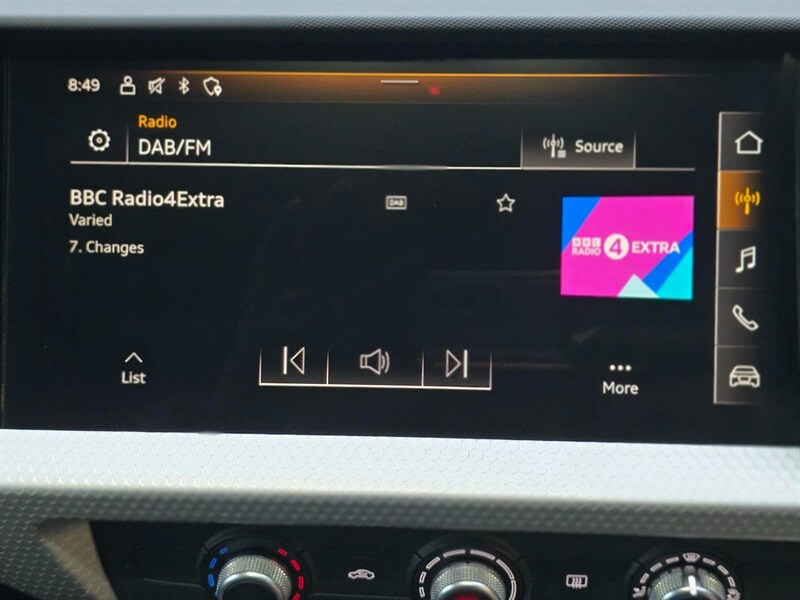 8:49
Radio
DAB/FM
Source
BBC Radio4Extra
DAB
Varied
7. Changes
BBC
RADIO 4 EXTRA
List
More